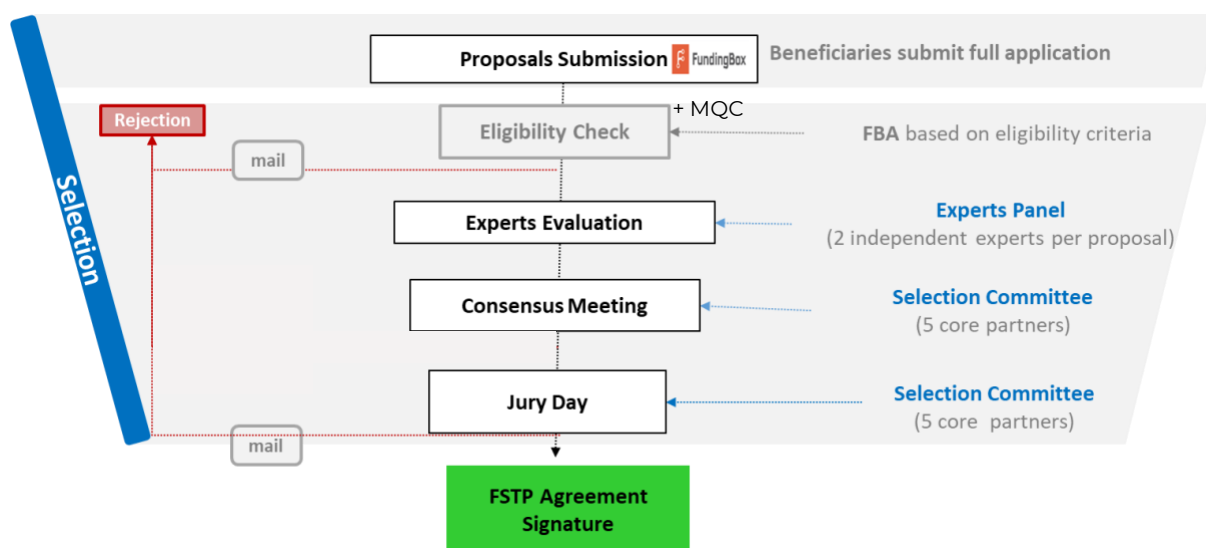 Proposals Submission FundingBox
Beneficiaries submit full application
+ MQC
Rejection
Eligibility Check
FBA based on eligibility criteria
mail
Selection
Experts Evaluation
Experts Panel
(2 independent experts per proposal)
Consensus Meeting
Selection Committee
(5 core partners)
Jury Day
Selection Committee
(5 core partners)
mail
FSTP Agreement
Signature